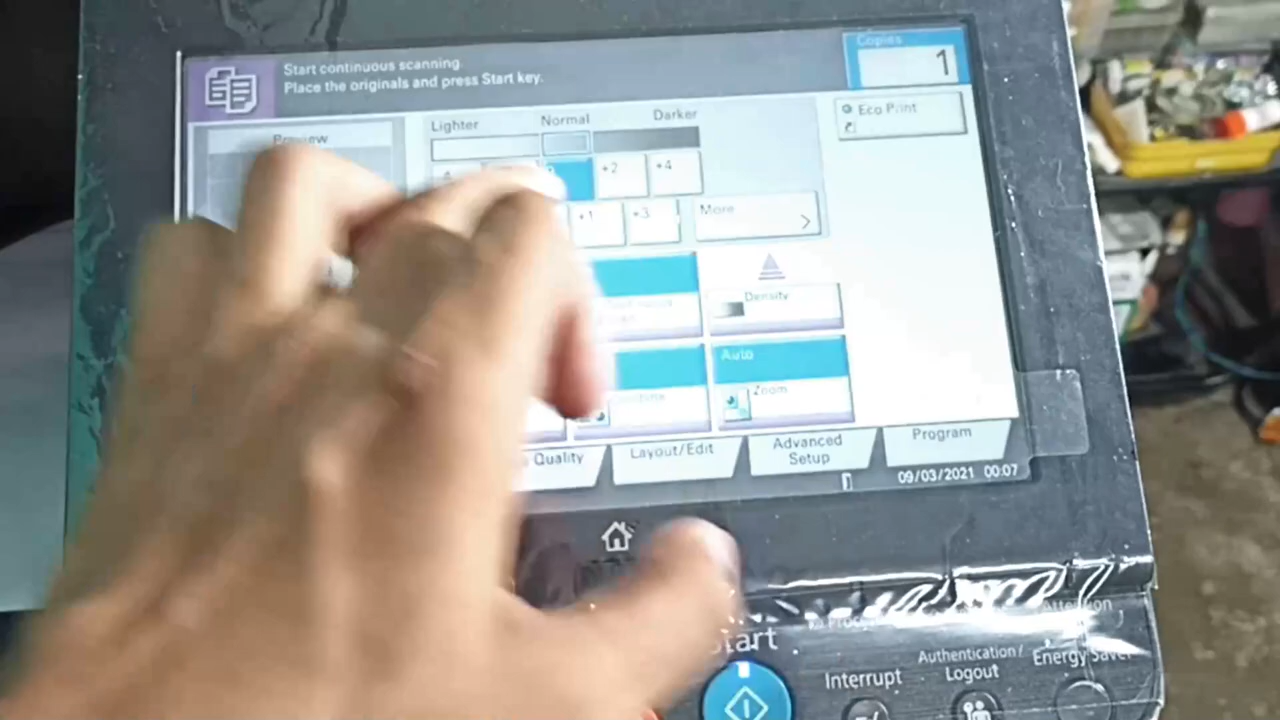 Start continuous scanning.
Place the originals and press Start key.
Copies
1
Preview
Lighter
Normal
Darker
Eco Print
+2
+4
+1
+3
More
Density
Auto
Zoom
Quality
Layout/Edit
Advanced
Setup
Program
09/03/2021 00:07
Start
Interrupt
Authentication/
Logout
Energy Saver
Attention